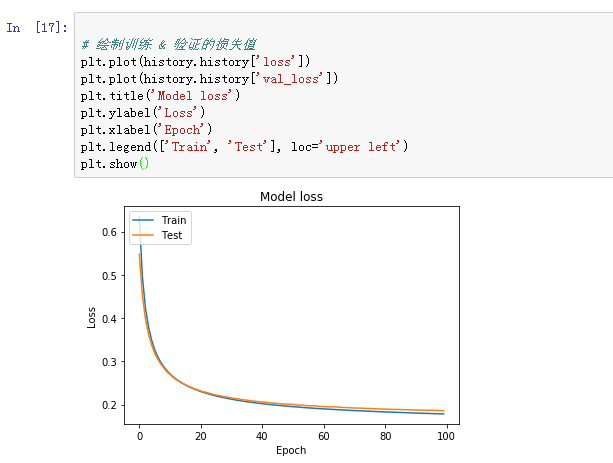 In [17]:
# 绘制训练 & 验证的损失值
plt.plot(history.history['loss'])
plt.plot(history.history['val_loss'])
plt.title('Model loss')
plt.ylabel('Loss')
plt.xlabel('Epoch')
plt.legend(['Train', 'Test'], loc='upper left')
plt.show()
Model loss
Train
Test
0.6
0.5
0.4
0.3
0.2
Loss
0 20 40 60 80 100
Epoch